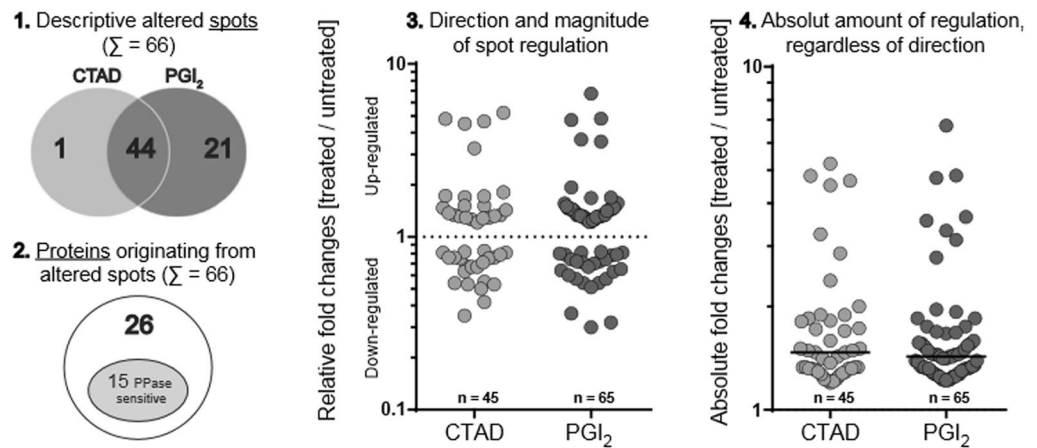 1. Descriptive altered spots
(∑ = 66)
CTAD PGI₂
1 44 21
2. Proteins originating from
altered spots (∑ = 66)
26
15 PPase
sensitive
3. Direction and magnitude
of spot regulation
Relative fold changes [treated / untreated]
Up-regulated
Down-regulated
10
1
0.1
n = 45 n = 65
CTAD PGI₂
4. Absolut amount of regulation,
regardless of direction
Absolute fold changes [treated / untreated]
10
1
n = 45 n = 65
CTAD PGI₂